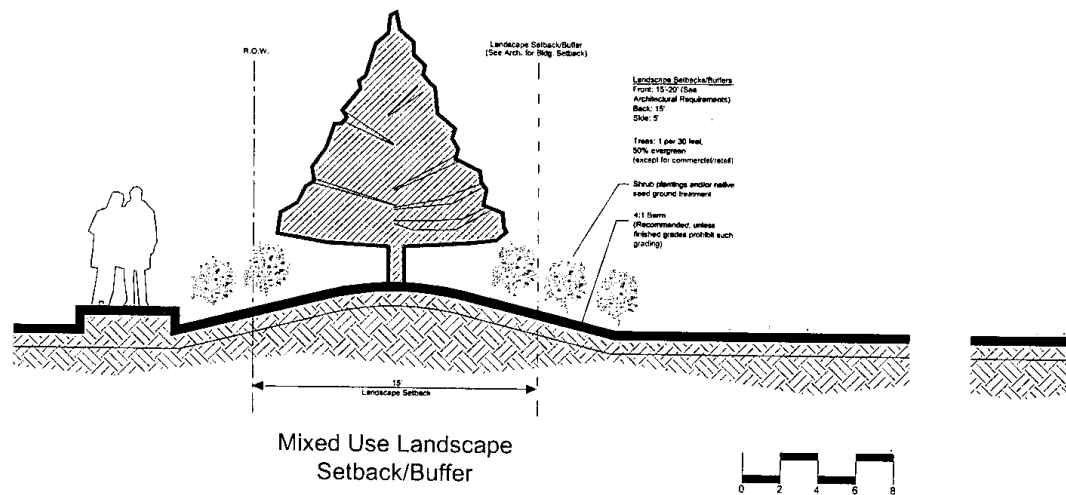 R.O.W.
Landscape Setback/Buffer
(See Arch. for Bldg. Setback)
Landscape Setbacks/Buffers
Front: 15'-20' (See
Architectural Requirements)
Back: 15'
Side: 5'
Trees: 1 per 30 feet,
50% evergreen
(except for commercial/retail)
Shrub plantings and/or native
seed ground treatment
4:1 Berm
(Recommended, unless
finished grades prohibit such
grading)
15'
Landscape Setback
Mixed Use Landscape
Setback/Buffer
0 2 4 6 8